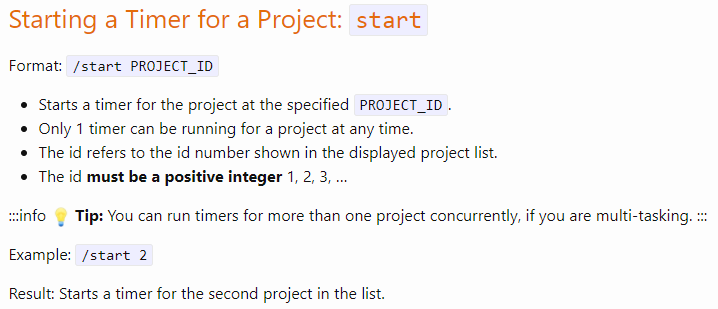 Starting a Timer for a Project: start
Format: /start PROJECT_ID
• Starts a timer for the project at the specified PROJECT_ID.
• Only 1 timer can be running for a project at any time.
• The id refers to the id number shown in the displayed project list.
• The id must be a positive integer 1, 2, 3, ...
:::info 💡 Tip: You can run timers for more than one project concurrently, if you are multi-tasking. :::
Example: /start 2
Result: Starts a timer for the second project in the list.